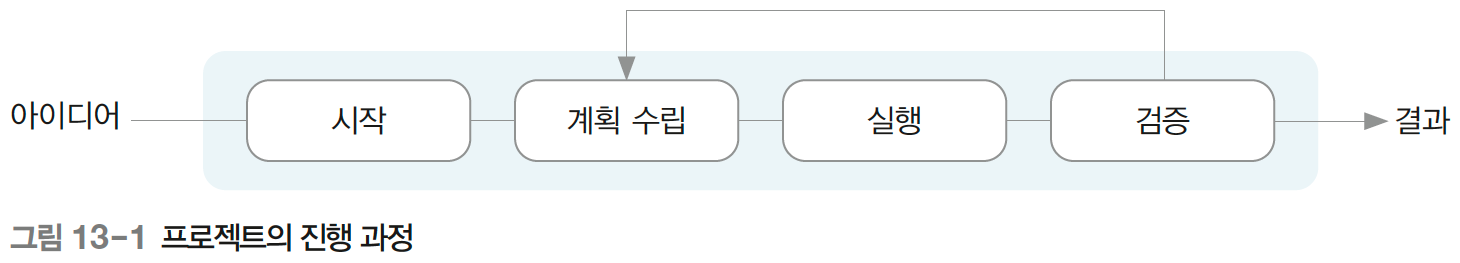 아이디어
시작
계획 수립
실행
검증
결과
그림 13-1 프로젝트의 진행 과정